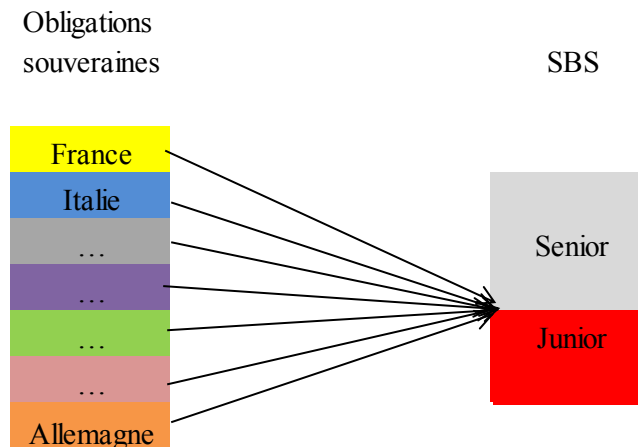 Obligations
souveraines
SBS
France
Italie
…
…
…
…
Allemagne
Senior
Junior